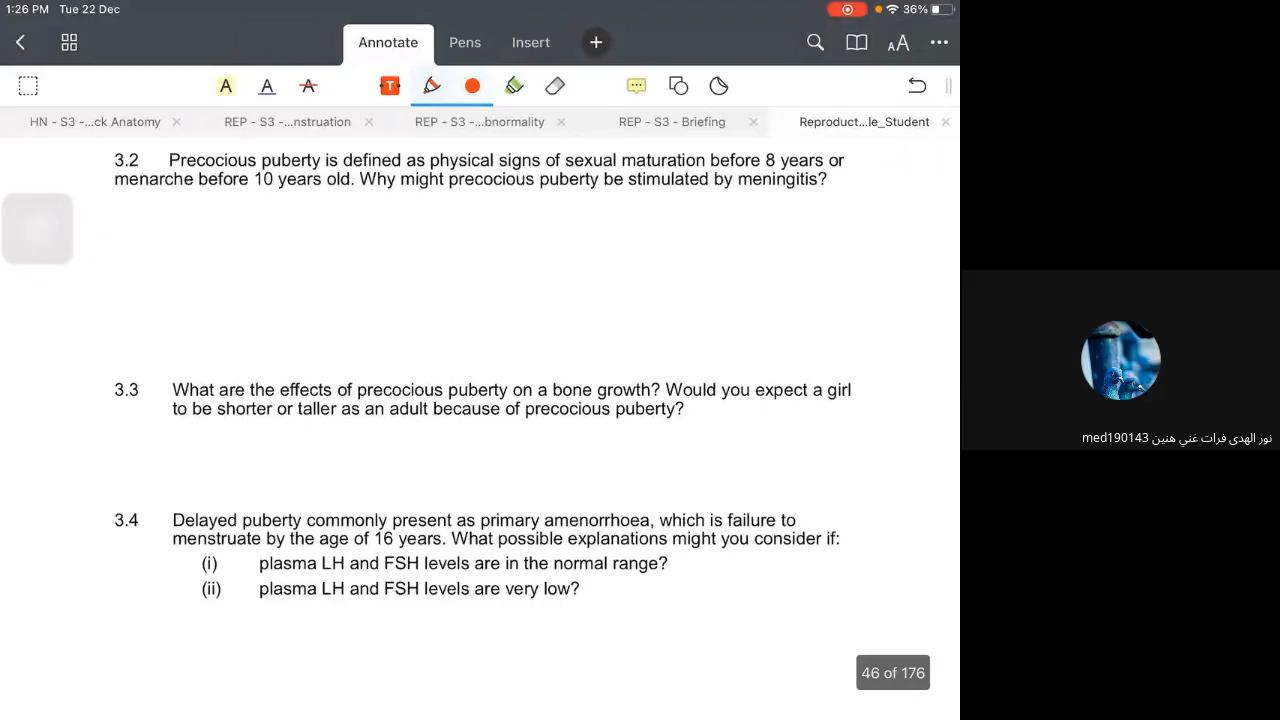 1:26 PM Tue 22 Dec
36%
Annotate Pens Insert
AA
A A A T
HN - S3 -...ck Anatomy REP - S3 -...nstruation REP - S3 -...bnormality REP - S3 - Briefing Reproduct...le_Student
3.2 Precocious puberty is defined as physical signs of sexual maturation before 8 years or
menarche before 10 years old. Why might precocious puberty be stimulated by meningitis?
3.3 What are the effects of precocious puberty on a bone growth? Would you expect a girl
to be shorter or taller as an adult because of precocious puberty?
3.4 Delayed puberty commonly present as primary amenorrhoea, which is failure to
menstruate by the age of 16 years. What possible explanations might you consider if:
(i) plasma LH and FSH levels are in the normal range?
(ii) plasma LH and FSH levels are very low?
46 of 176
med190143 نور الهدى فرات غني هنين